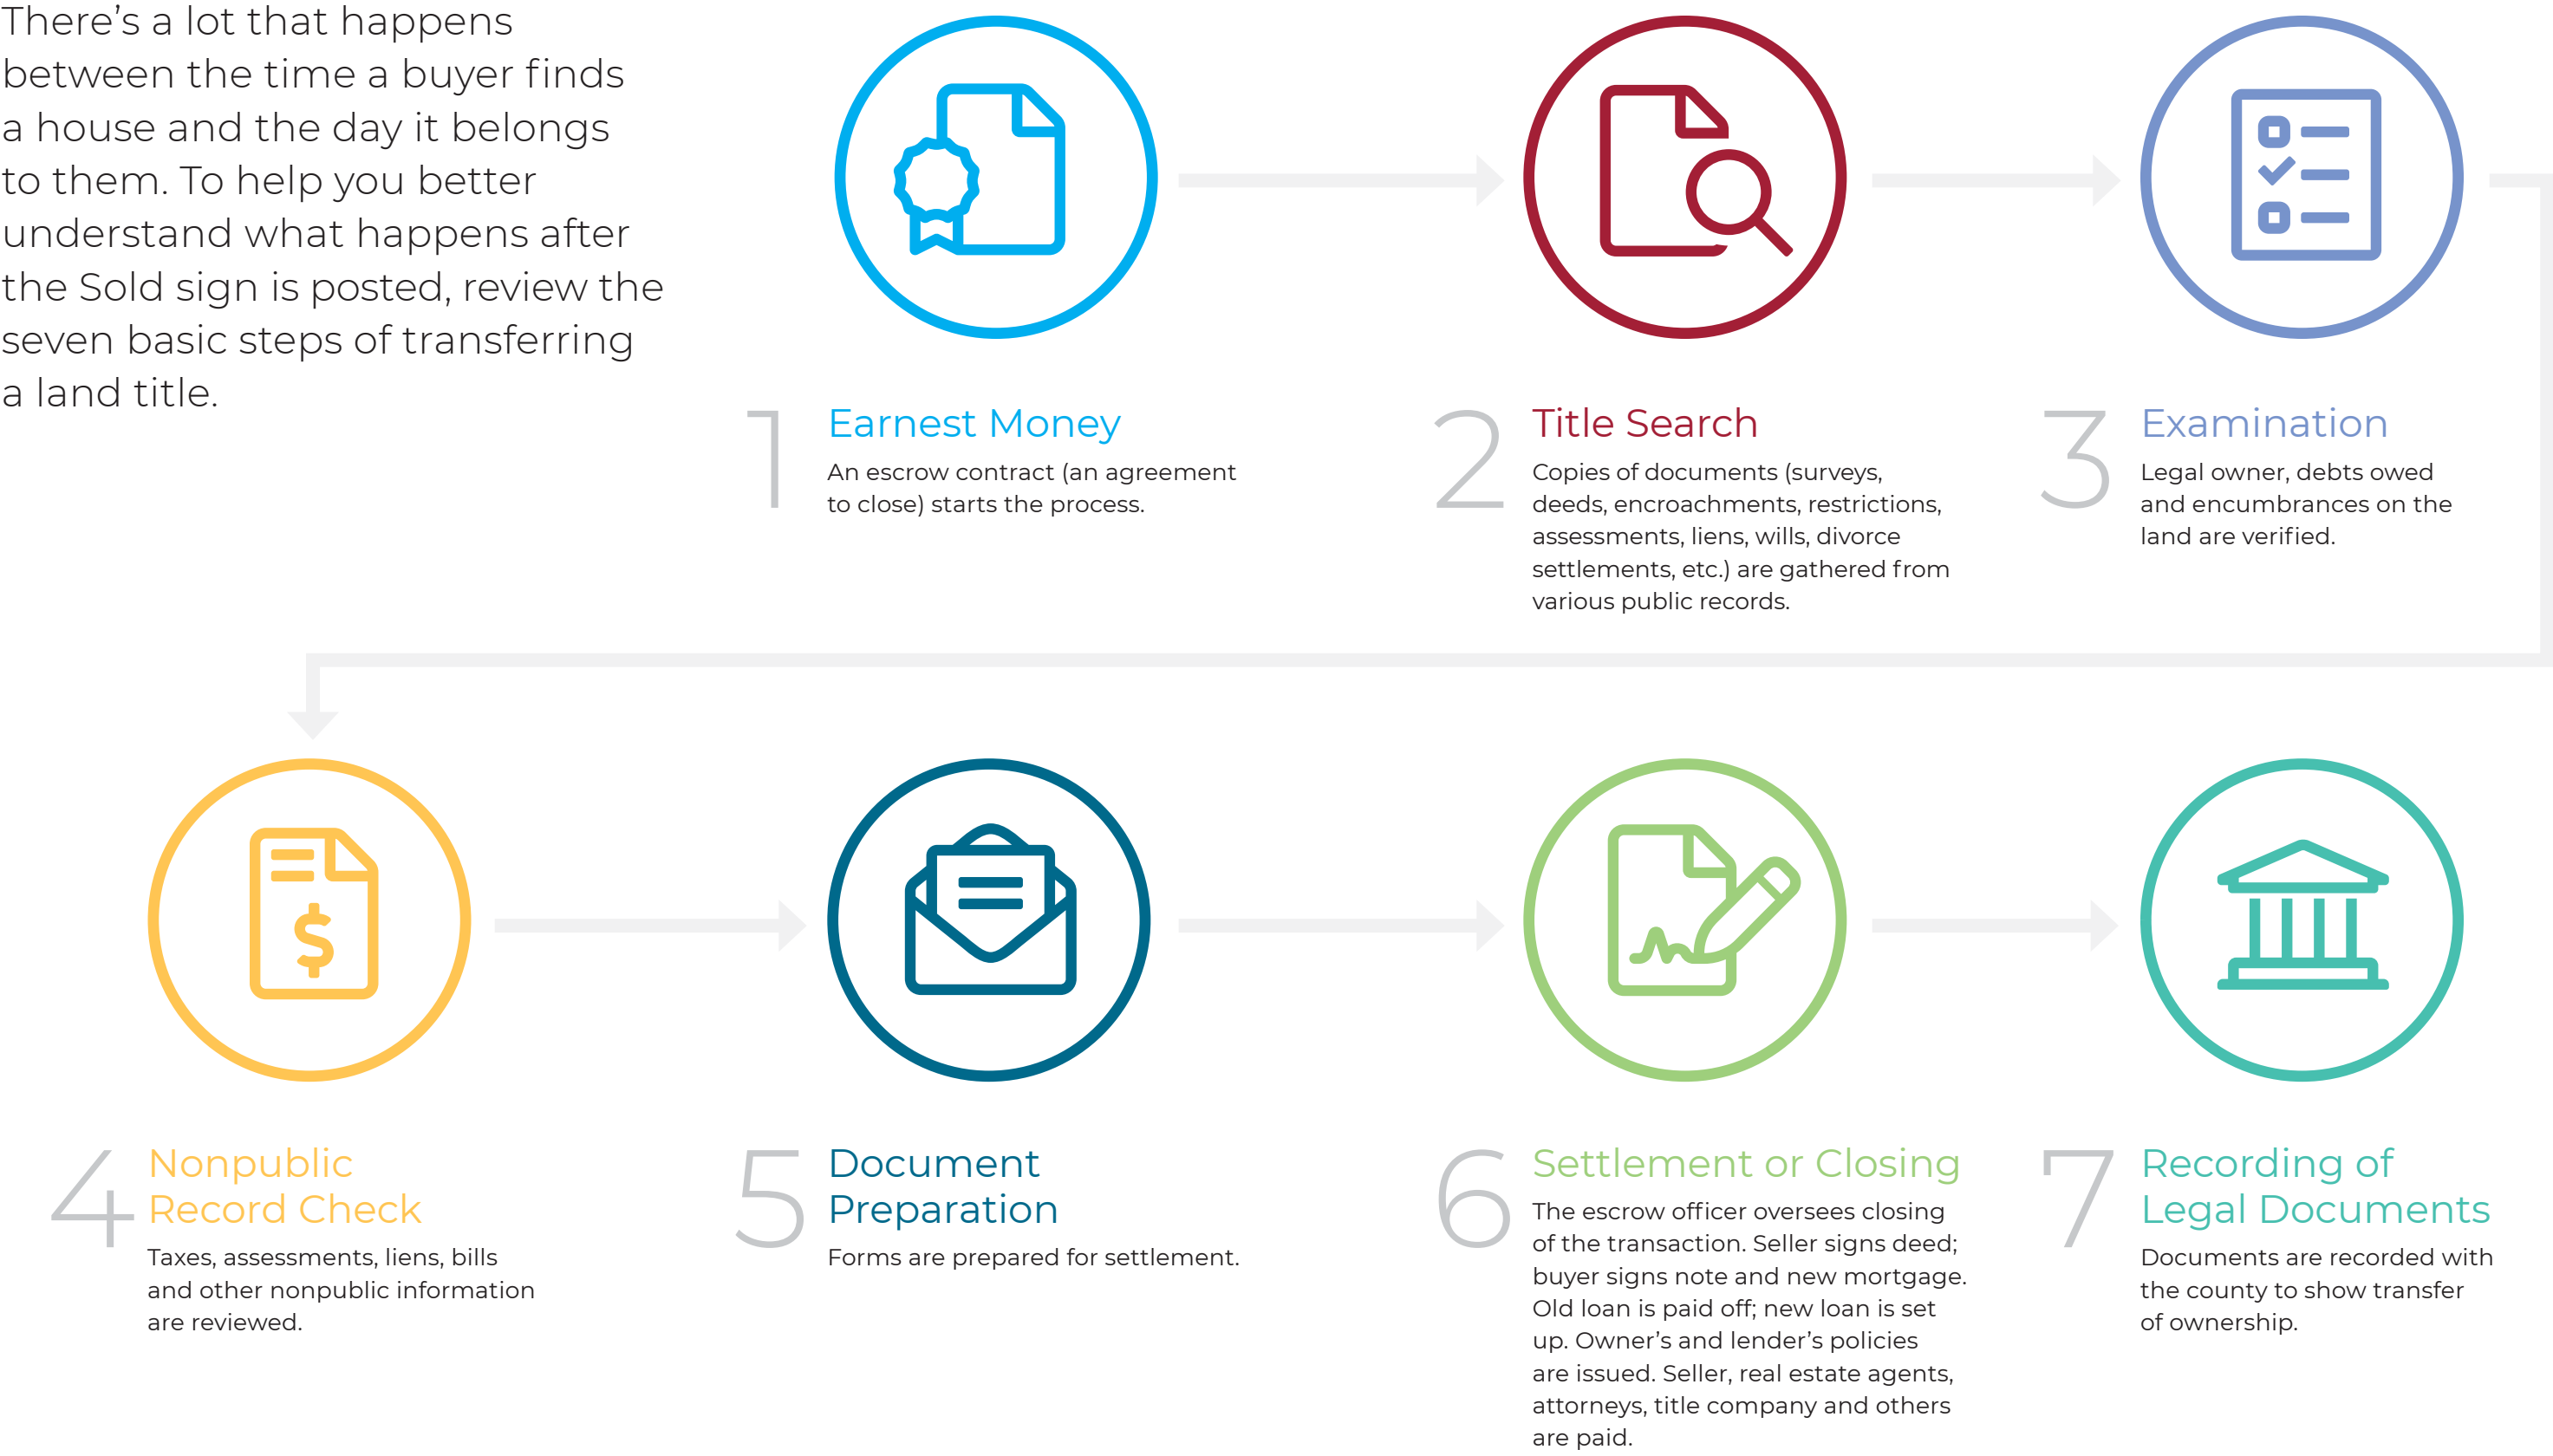 There’s a lot that happens
between the time a buyer finds
a house and the day it belongs
to them. To help you better
understand what happens after
the Sold sign is posted, review the
seven basic steps of transferring
a land title.
1
Earnest Money
An escrow contract (an agreement
to close) starts the process.
2
Title Search
Copies of documents (surveys,
deeds, encroachments, restrictions,
assessments, liens, wills, divorce
settlements, etc.) are gathered from
various public records.
3
Examination
Legal owner, debts owed
and encumbrances on the
land are verified.
$
4
Nonpublic
Record Check
Taxes, assessments, liens, bills
and other nonpublic information
are reviewed.
5
Document
Preparation
Forms are prepared for settlement.
6
Settlement or Closing
The escrow officer oversees closing
of the transaction. Seller signs deed;
buyer signs note and new mortgage.
Old loan is paid off; new loan is set
up. Owner’s and lender’s policies
are issued. Seller, real estate agents,
attorneys, title company and others
are paid.
7
Recording of
Legal Documents
Documents are recorded with
the county to show transfer
of ownership.